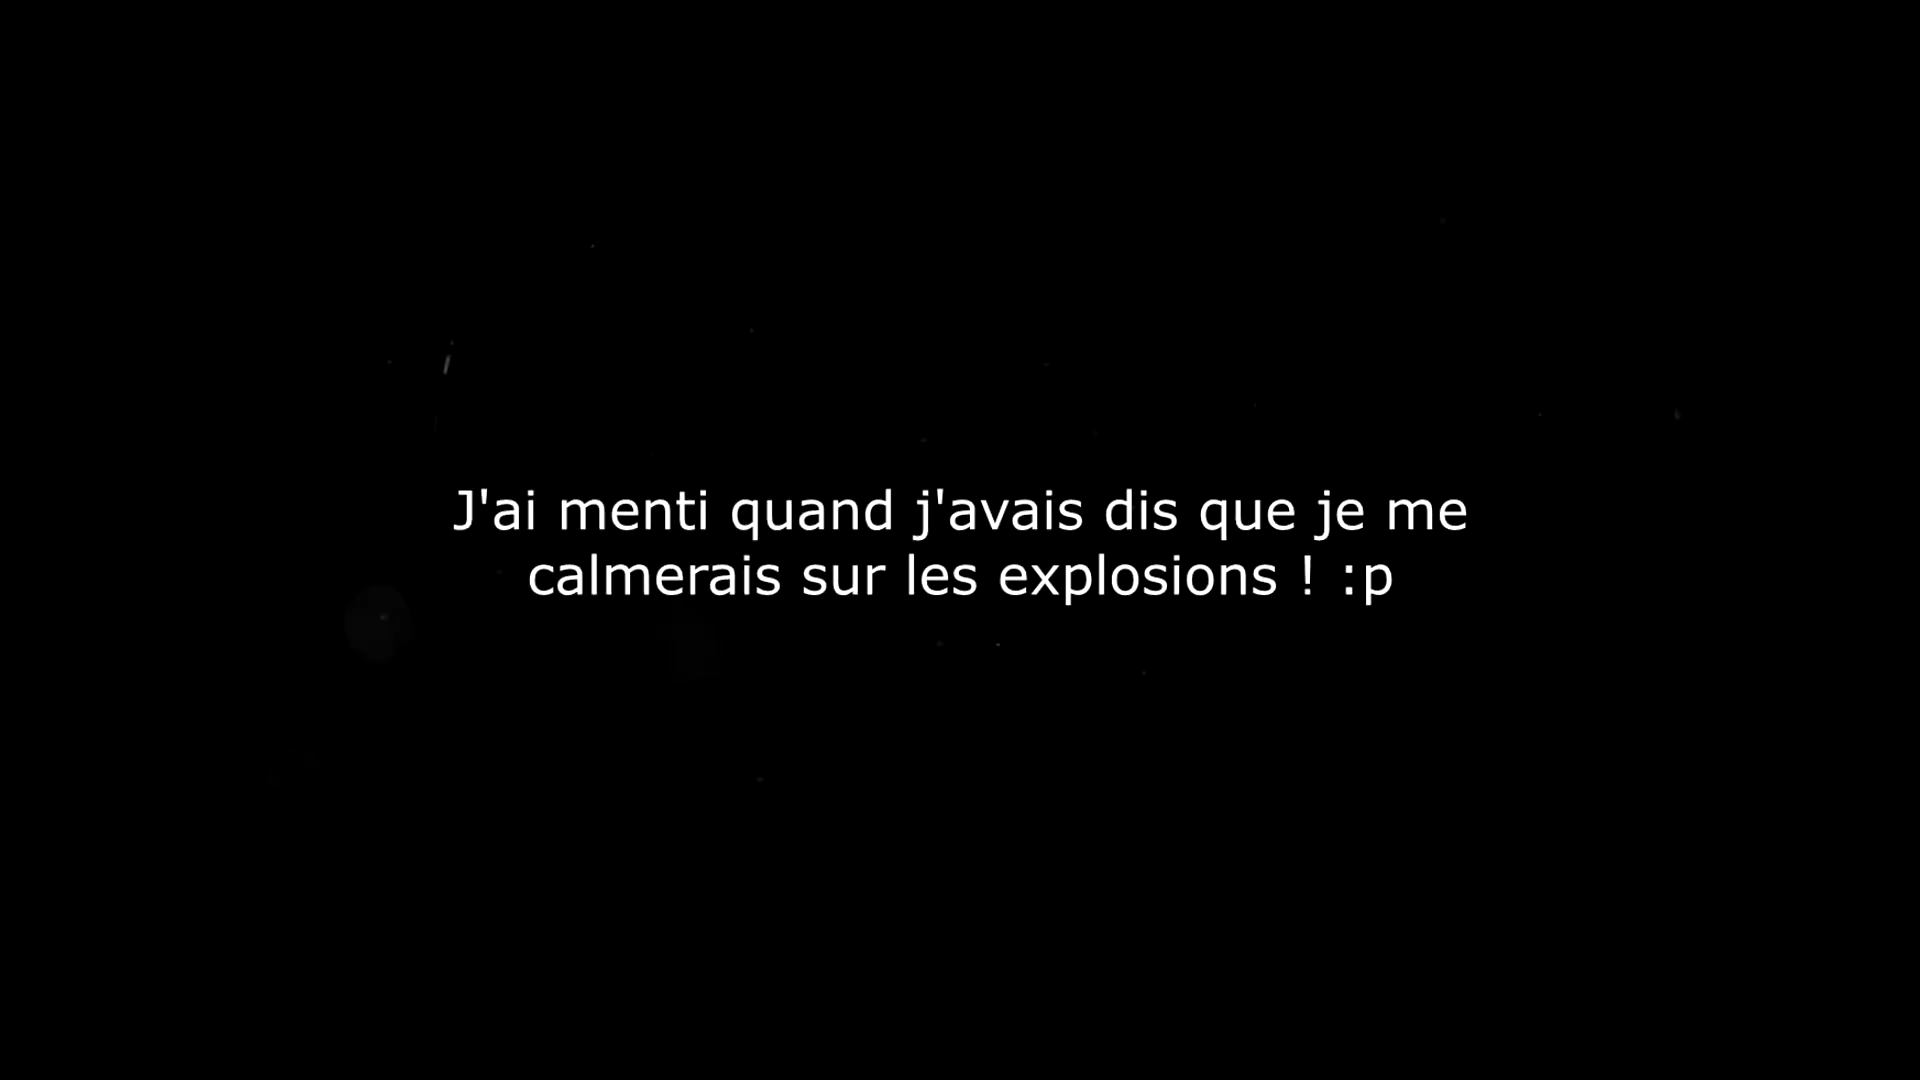 J'ai menti quand j'avais dis que je me
calmerais sur les explosions ! :p